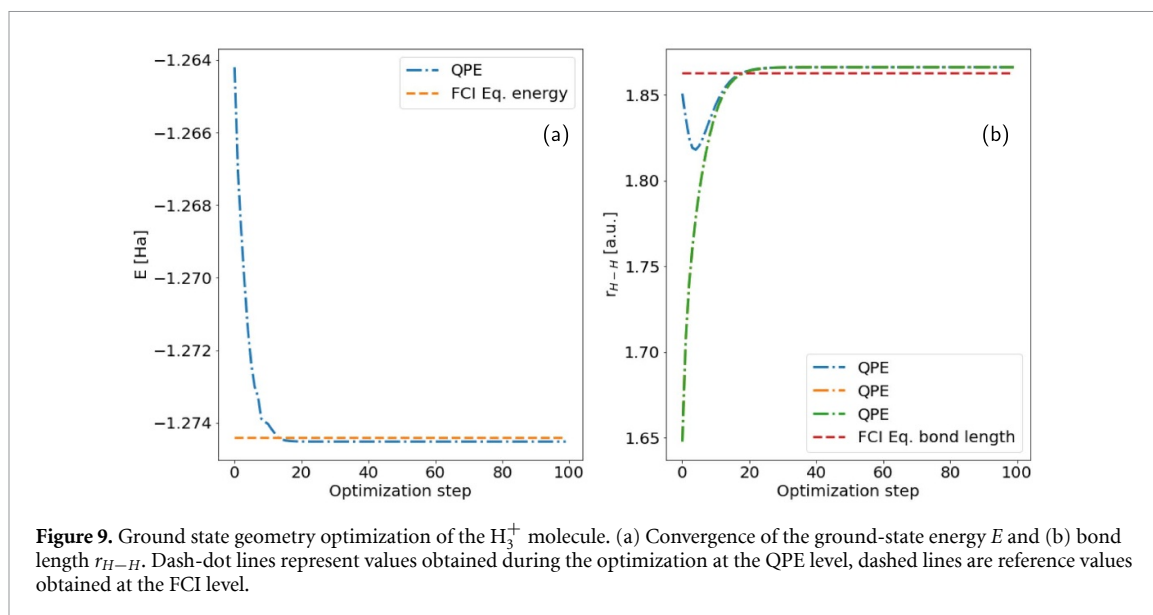 −1.264
−1.266
−1.268
−1.270
−1.272
−1.274
E [Ha]
0
20
40
60
80
100
Optimization step
QPE
FCI Eq. energy
(a)
1.85
1.80
1.75
1.70
1.65
r_{H−H} [a.u.]
0
20
40
60
80
100
Optimization step
(b)
QPE
QPE
QPE
FCI Eq. bond length
Figure 9. Ground state geometry optimization of the H₃⁺ molecule. (a) Convergence of the ground-state energy E and (b) bond
length r_{H−H}. Dash-dot lines represent values obtained during the optimization at the QPE level, dashed lines are reference values
obtained at the FCI level.